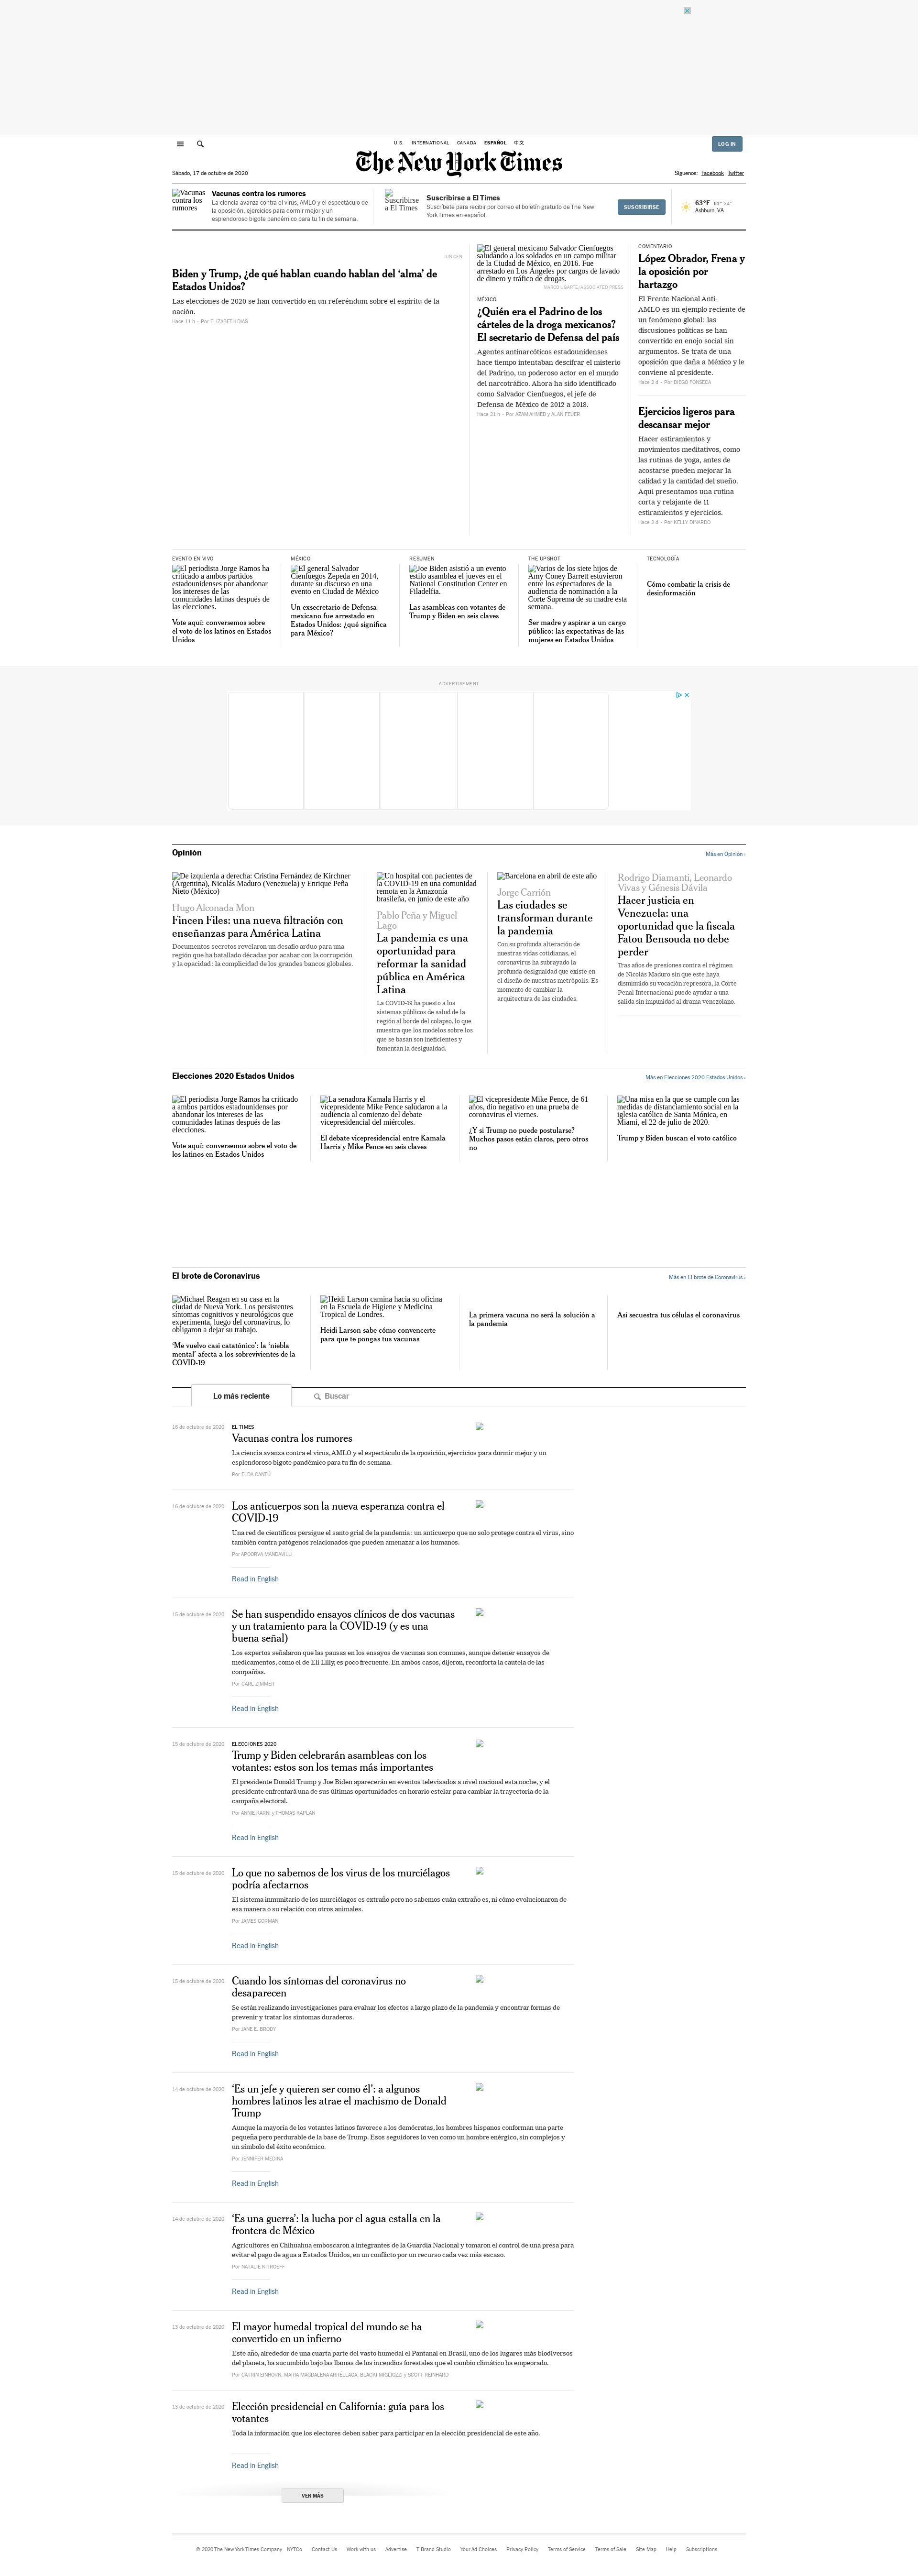 U.S. INTERNATIONAL CANADA ESPAÑOL 中文
LOG IN
The New York Times
Sábado, 17 de octubre de 2020
Síguenos: Facebook Twitter
Vacunas contra los rumores
Vacunas contra los rumores
La ciencia avanza contra el virus, AMLO y el espectáculo de
la oposición, ejercicios para dormir mejor y un
esplendoroso bigote pandémico para tu fin de semana.
Suscribirse a El Times
Suscribirse a El Times
Suscríbete para recibir por correo el boletín gratuito de The New
York Times en español.
SUSCRIBIRSE
63°F 61° 34°
Ashburn, VA
JUN CEN
Biden y Trump, ¿de qué hablan cuando hablan del ‘alma’ de
Estados Unidos?
Las elecciones de 2020 se han convertido en un referéndum sobre el espíritu de la
nación.
Hace 11 h - Por ELIZABETH DIAS
El general mexicano Salvador Cienfuegos
saludando a los soldados en un campo militar
de la Ciudad de México, en 2016. Fue
arrestado en Los Ángeles por cargos de lavado
de dinero y tráfico de drogas.
MARCO UGARTE/ASSOCIATED PRESS
MÉXICO
¿Quién era el Padrino de los
cárteles de la droga mexicanos?
El secretario de Defensa del país
Agentes antinarcóticos estadounidenses
hace tiempo intentaban descifrar el misterio
del Padrino, un poderoso actor en el mundo
del narcotráfico. Ahora ha sido identificado
como Salvador Cienfuegos, el jefe de
Defensa de México de 2012 a 2018.
Hace 21 h - Por AZAM AHMED y ALAN FEUER
COMENTARIO
López Obrador, Frena y
la oposición por
hartazgo
El Frente Nacional Anti-
AMLO es un ejemplo reciente de
un fenómeno global: las
discusiones políticas se han
convertido en enojo social sin
argumentos. Se trata de una
oposición que daña a México y le
conviene al presidente.
Hace 2 d - Por DIEGO FONSECA
Ejercicios ligeros para
descansar mejor
Hacer estiramientos y
movimientos meditativos, como
las rutinas de yoga, antes de
acostarse pueden mejorar la
calidad y la cantidad del sueño.
Aquí presentamos una rutina
corta y relajante de 11
estiramientos y ejercicios.
Hace 2 d - Por KELLY DINARDO
EVENTO EN VIVO
El periodista Jorge Ramos ha
criticado a ambos partidos
estadounidenses por abandonar
los intereses de las
comunidades latinas después de
las elecciones.
Vote aquí: conversemos sobre
el voto de los latinos en Estados
Unidos
MÉXICO
El general Salvador
Cienfuegos Zepeda en 2014,
durante su discurso en una
evento en Ciudad de México
Un exsecretario de Defensa
mexicano fue arrestado en
Estados Unidos: ¿qué significa
para México?
RESUMEN
Joe Biden asistió a un evento
estilo asamblea el jueves en el
National Constitution Center en
Filadelfia.
Las asambleas con votantes de
Trump y Biden en seis claves
THE UPSHOT
Varios de los siete hijos de
Amy Coney Barrett estuvieron
entre los espectadores de la
audiencia de nominación a la
Corte Suprema de su madre esta
semana.
Ser madre y aspirar a un cargo
público: las expectativas de las
mujeres en Estados Unidos
TECNOLOGÍA
Cómo combatir la crisis de
desinformación
ADVERTISEMENT
Opinión
Más en Opinión ›
De izquierda a derecha: Cristina Fernández de Kirchner
(Argentina), Nicolás Maduro (Venezuela) y Enrique Peña
Nieto (México)
Hugo Alconada Mon
Fincen Files: una nueva filtración con
enseñanzas para América Latina
Documentos secretos revelaron un desafío arduo para una
región que ha batallado décadas por acabar con la corrupción
y la opacidad: la complicidad de los grandes bancos globales.
Un hospital con pacientes de
la COVID-19 en una comunidad
remota en la Amazonía
brasileña, en junio de este año
Pablo Peña y Miguel
Lago
La pandemia es una
oportunidad para
reformar la sanidad
pública en América
Latina
La COVID-19 ha puesto a los
sistemas públicos de salud de la
región al borde del colapso, lo que
muestra que los modelos sobre los
que se basan son ineficientes y
fomentan la desigualdad.
Barcelona en abril de este año
Jorge Carrión
Las ciudades se
transforman durante
la pandemia
Con su profunda alteración de
nuestras vidas cotidianas, el
coronavirus ha subrayado la
profunda desigualdad que existe en
el diseño de nuestras metrópolis. Es
momento de cambiar la
arquitectura de las ciudades.
Rodrigo Diamanti, Leonardo
Vivas y Génesis Dávila
Hacer justicia en
Venezuela: una
oportunidad que la fiscala
Fatou Bensouda no debe
perder
Tras años de presiones contra el régimen
de Nicolás Maduro sin que este haya
disminuido su vocación represora, la Corte
Penal Internacional puede ayudar a una
salida sin impunidad al drama venezolano.
Elecciones 2020 Estados Unidos
Más en Elecciones 2020 Estados Unidos ›
El periodista Jorge Ramos ha criticado
a ambos partidos estadounidenses por
abandonar los intereses de las
comunidades latinas después de las
elecciones.
Vote aquí: conversemos sobre el voto de
los latinos en Estados Unidos
La senadora Kamala Harris y el
vicepresidente Mike Pence saludaron a la
audiencia al comienzo del debate
vicepresidencial del miércoles.
El debate vicepresidencial entre Kamala
Harris y Mike Pence en seis claves
El vicepresidente Mike Pence, de 61
años, dio negativo en una prueba de
coronavirus el viernes.
¿Y si Trump no puede postularse?
Muchos pasos están claros, pero otros
no
Una misa en la que se cumple con las
medidas de distanciamiento social en la
iglesia católica de Santa Mónica, en
Miami, el 22 de julio de 2020.
Trump y Biden buscan el voto católico
El brote de Coronavirus
Más en El brote de Coronavirus ›
Michael Reagan en su casa en la
ciudad de Nueva York. Los persistentes
síntomas cognitivos y neurológicos que
experimenta, luego del coronavirus, lo
obligaron a dejar su trabajo.
‘Me vuelvo casi catatónico’: la ‘niebla
mental’ afecta a los sobrevivientes de la
COVID-19
Heidi Larson camina hacia su oficina
en la Escuela de Higiene y Medicina
Tropical de Londres.
Heidi Larson sabe cómo convencerte
para que te pongas tus vacunas
La primera vacuna no será la solución a
la pandemia
Así secuestra tus células el coronavirus
Lo más reciente
Buscar
16 de octubre de 2020
EL TIMES
Vacunas contra los rumores
La ciencia avanza contra el virus, AMLO y el espectáculo de la oposición, ejercicios para dormir mejor y un
esplendoroso bigote pandémico para tu fin de semana.
Por ELDA CANTÚ
16 de octubre de 2020
Los anticuerpos son la nueva esperanza contra el
COVID-19
Una red de científicos persigue el santo grial de la pandemia: un anticuerpo que no solo protege contra el virus, sino
también contra patógenos relacionados que pueden amenazar a los humanos.
Por APOORVA MANDAVILLI
Read in English
15 de octubre de 2020
Se han suspendido ensayos clínicos de dos vacunas
y un tratamiento para la COVID-19 (y es una
buena señal)
Los expertos señalaron que las pausas en los ensayos de vacunas son comunes, aunque detener ensayos de
medicamentos, como el de Eli Lilly, es poco frecuente. En ambos casos, dijeron, reconforta la cautela de las
compañías.
Por CARL ZIMMER
Read in English
15 de octubre de 2020
ELECCIONES 2020
Trump y Biden celebrarán asambleas con los
votantes: estos son los temas más importantes
El presidente Donald Trump y Joe Biden aparecerán en eventos televisados a nivel nacional esta noche, y el
presidente enfrentará una de sus últimas oportunidades en horario estelar para cambiar la trayectoria de la
campaña electoral.
Por ANNIE KARNI y THOMAS KAPLAN
Read in English
15 de octubre de 2020
Lo que no sabemos de los virus de los murciélagos
podría afectarnos
El sistema inmunitario de los murciélagos es extraño pero no sabemos cuán extraño es, ni cómo evolucionaron de
esa manera o su relación con otros animales.
Por JAMES GORMAN
Read in English
15 de octubre de 2020
Cuando los síntomas del coronavirus no
desaparecen
Se están realizando investigaciones para evaluar los efectos a largo plazo de la pandemia y encontrar formas de
prevenir y tratar los síntomas duraderos.
Por JANE E. BRODY
Read in English
14 de octubre de 2020
‘Es un jefe y quieren ser como él’: a algunos
hombres latinos les atrae el machismo de Donald
Trump
Aunque la mayoría de los votantes latinos favorece a los demócratas, los hombres hispanos conforman una parte
pequeña pero perdurable de la base de Trump. Esos seguidores lo ven como un hombre enérgico, sin complejos y
un símbolo del éxito económico.
Por JENNIFER MEDINA
Read in English
14 de octubre de 2020
‘Es una guerra’: la lucha por el agua estalla en la
frontera de México
Agricultores en Chihuahua emboscaron a integrantes de la Guardia Nacional y tomaron el control de una presa para
evitar el pago de agua a Estados Unidos, en un conflicto por un recurso cada vez más escaso.
Por NATALIE KITROEFF
Read in English
13 de octubre de 2020
El mayor humedal tropical del mundo se ha
convertido en un infierno
Este año, alrededor de una cuarta parte del vasto humedal el Pantanal en Brasil, uno de los lugares más biodiversos
del planeta, ha sucumbido bajo las llamas de los incendios forestales que el cambio climático ha empeorado.
Por CATRIN EINHORN, MARIA MAGDALENA ARRÉLLAGA, BLACKI MIGLIOZZI y SCOTT REINHARD
13 de octubre de 2020
Elección presidencial en California: guía para los
votantes
Toda la información que los electores deben saber para participar en la elección presidencial de este año.
Read in English
VER MÁS
© 2020 The New York Times Company NYTCo Contact Us Work with us Advertise T Brand Studio Your Ad Choices Privacy Policy Terms of Service Terms of Sale Site Map Help Subscriptions